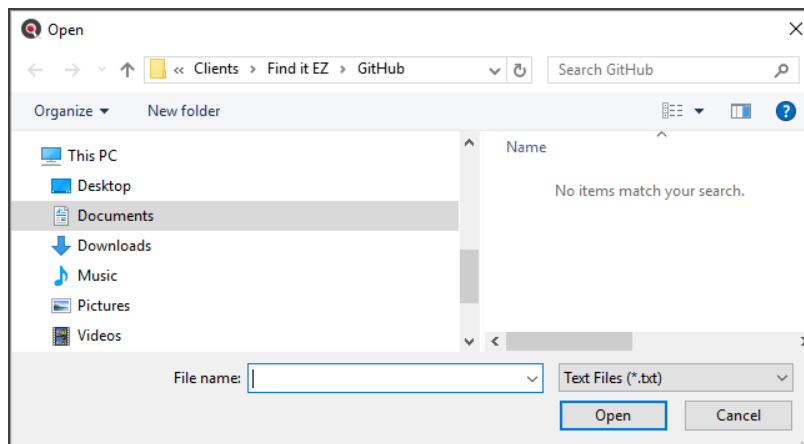 Open
« Clients > Find it EZ > GitHub
Search GitHub
Organize
New folder
?
This PC
Desktop
Documents
Downloads
Music
Pictures
Videos
Name
No items match your search.
File name:
Text Files (*.txt)
Open
Cancel